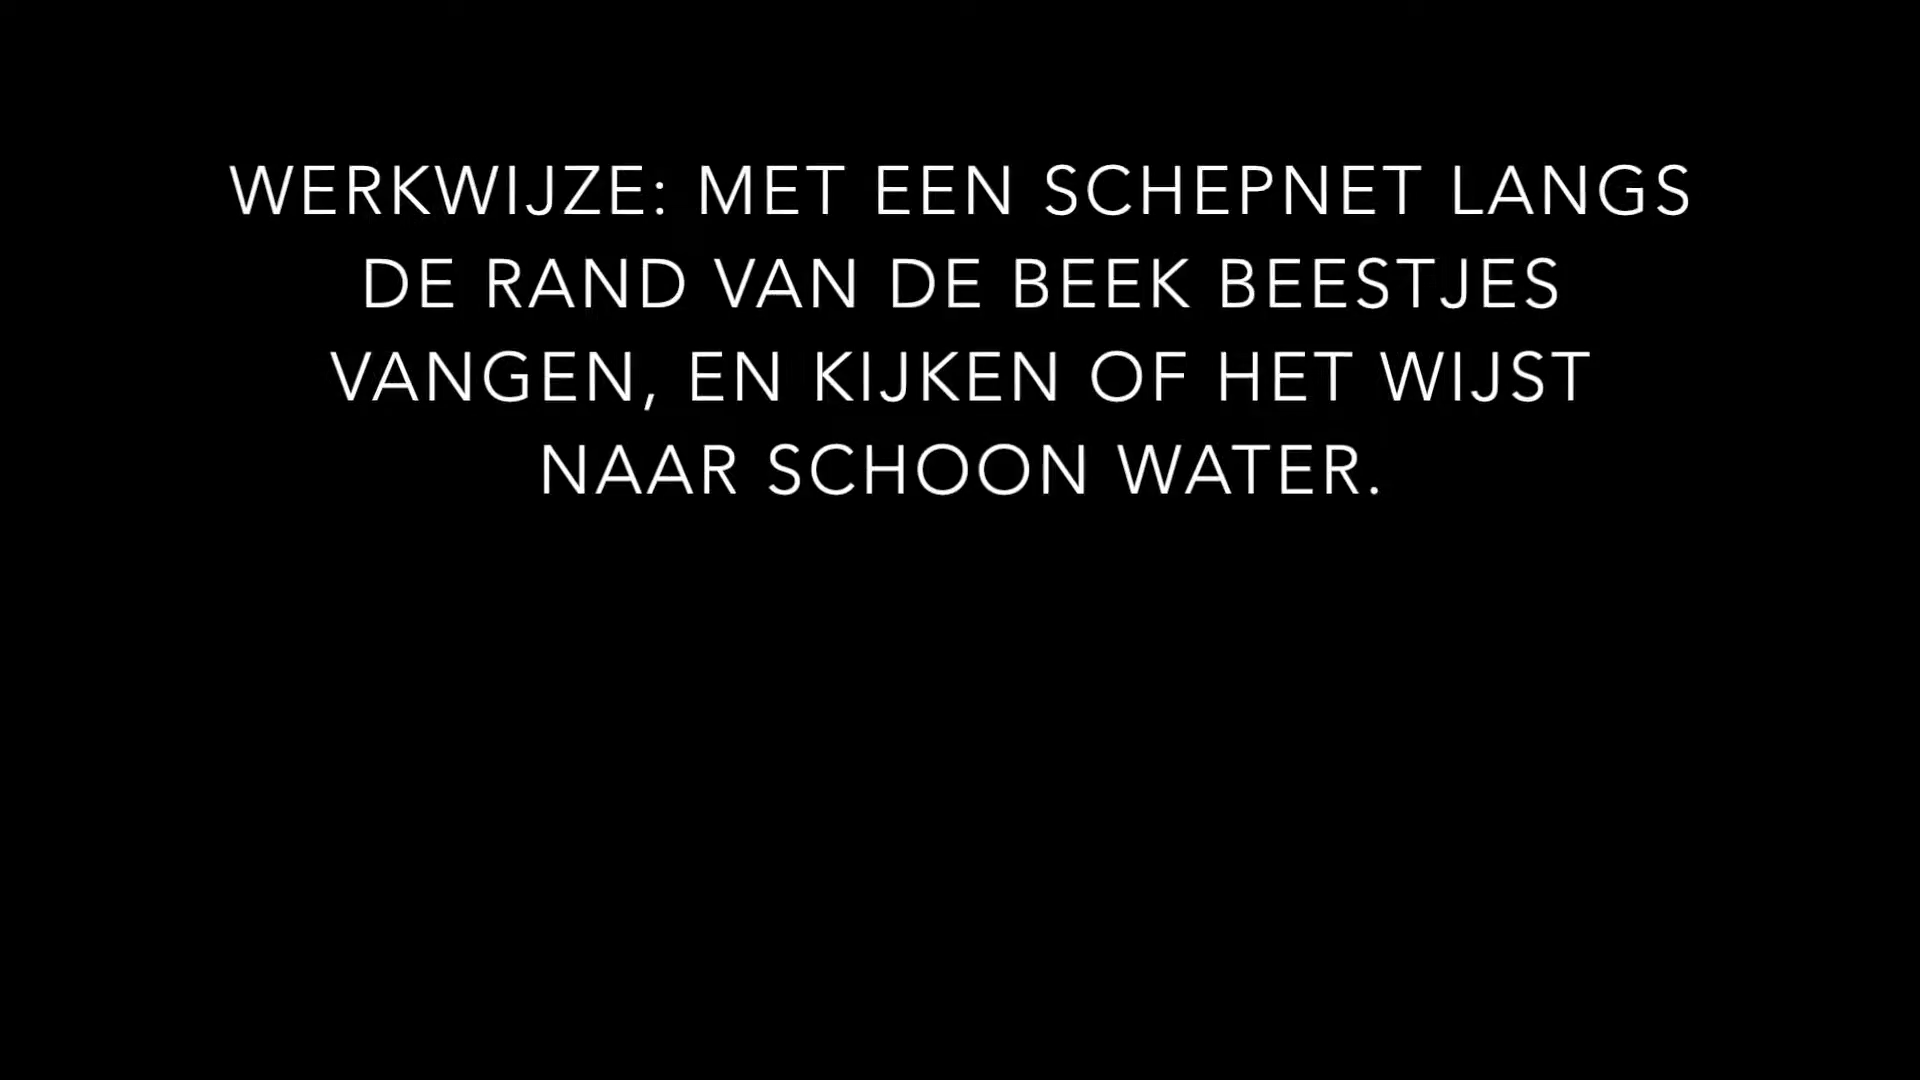 WERKWIJZE: MET EEN SCHEPNET LANGS
DE RAND VAN DE BEEK BEESTJES
VANGEN, EN KIJKEN OF HET WIJST
NAAR SCHOON WATER.